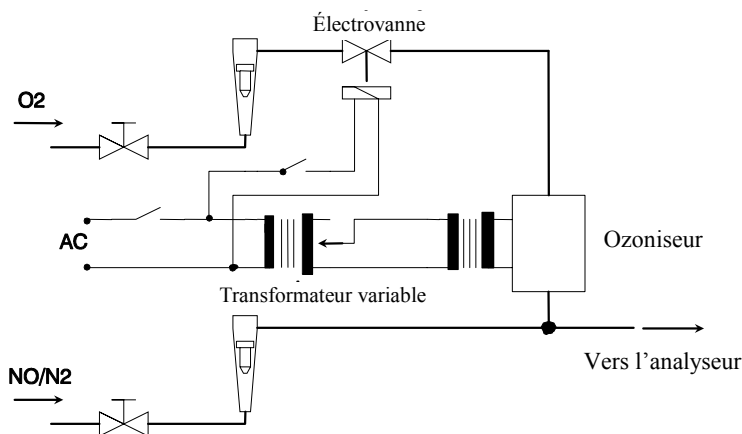 Électrovanne
O2
AC
Ozoniseur
Transformateur variable
Vers l’analyseur
NO/N2